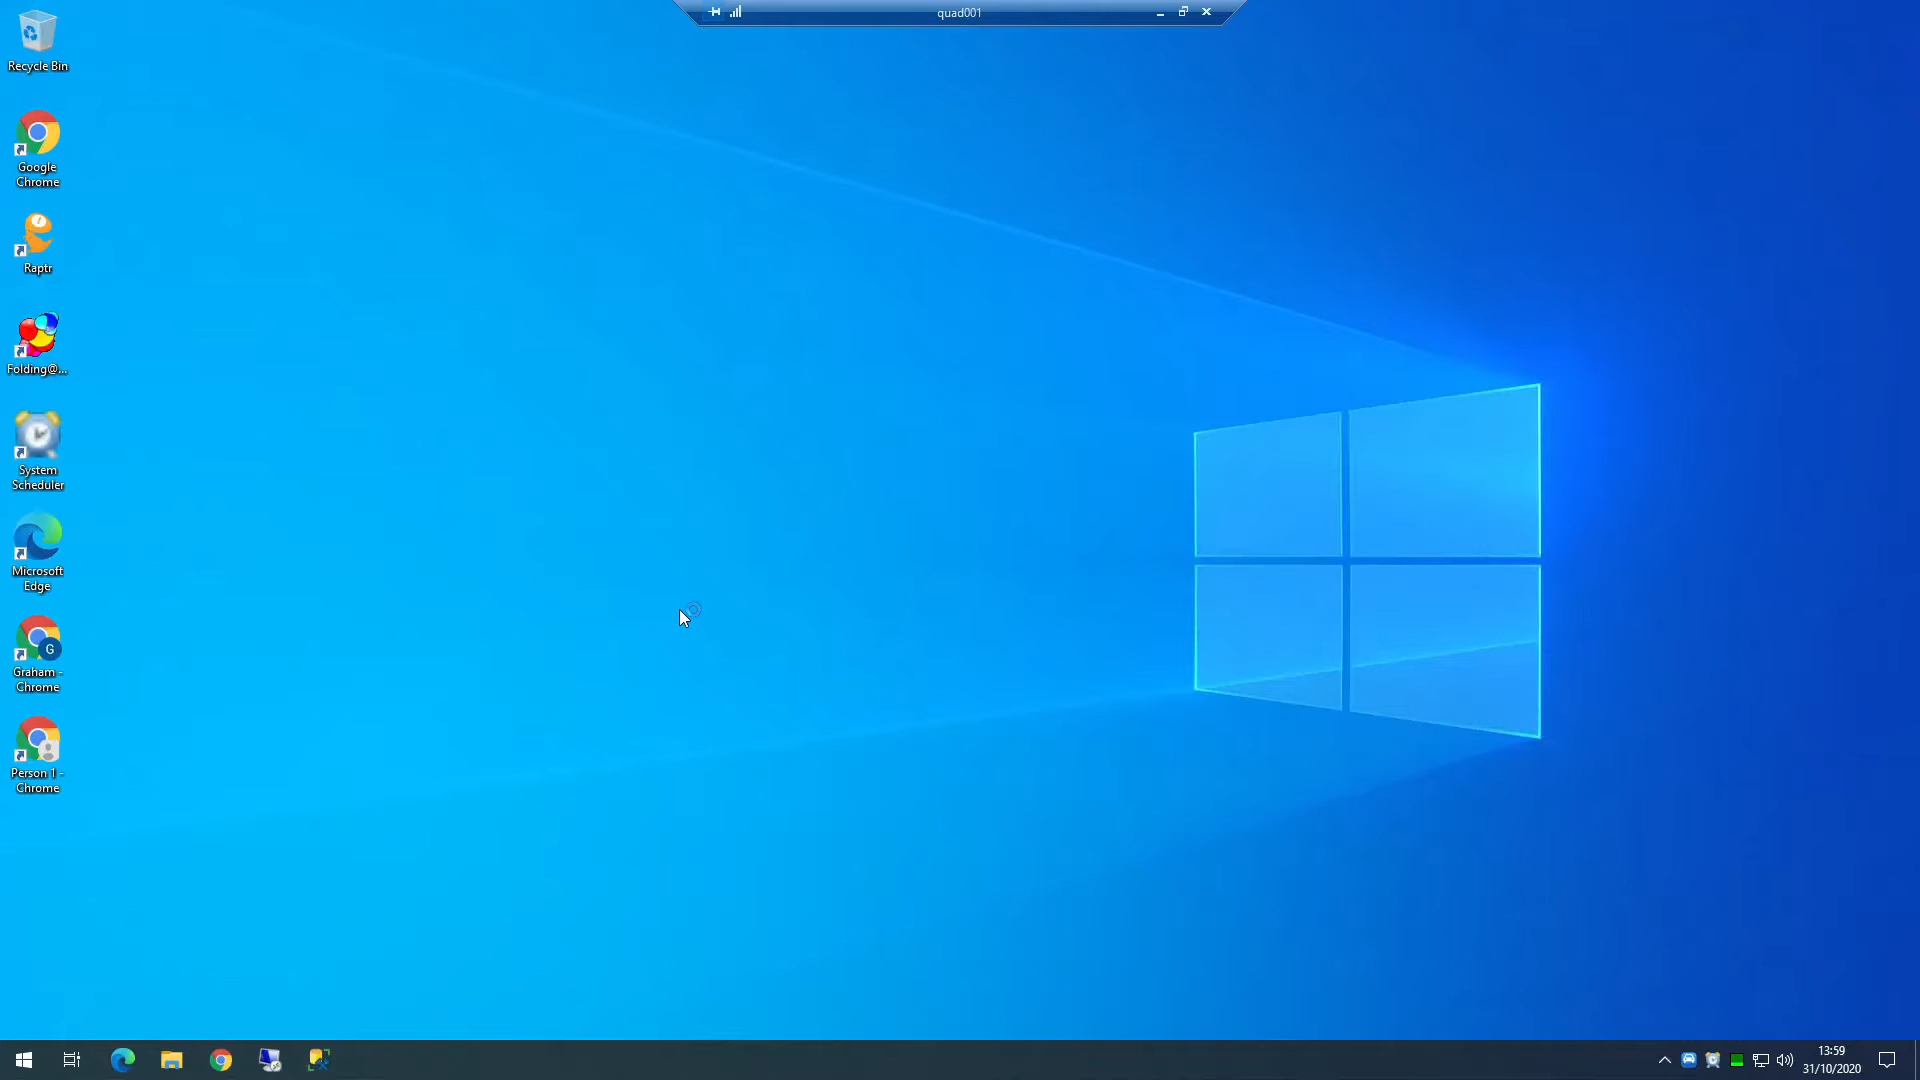 quad001
Recycle Bin
Google
Chrome
Raptr
Folding@...
System
Scheduler
Microsoft
Edge
G
Graham -
Chrome
Person 1 -
Chrome
13:59
31/10/2020